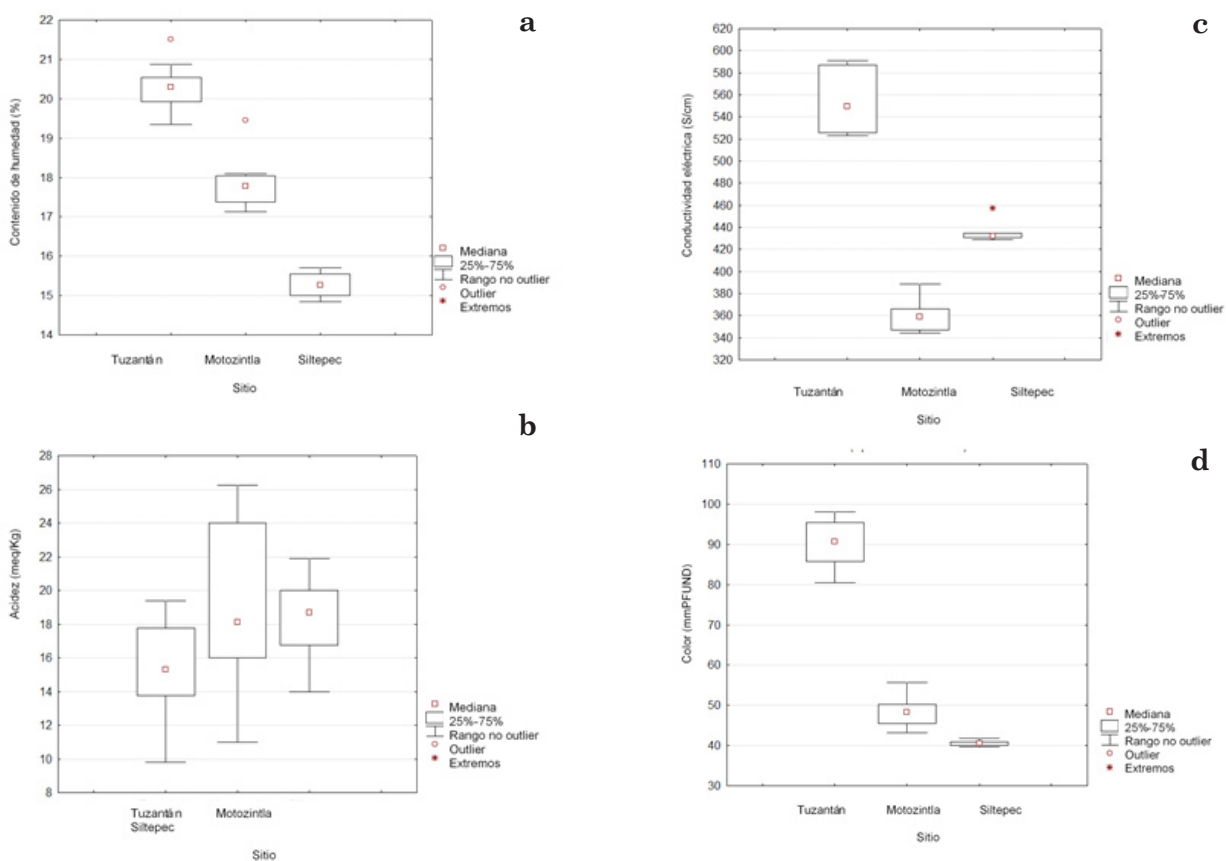 a
22
21
20
19
18
17
16
15
14
Contenido de humedad (%)
Tuzantán Motozintla Siltepec
Sitio
Mediana
25%-75%
Rango no outlier
Outlier
Extremos
c
620
600
580
560
540
520
500
480
460
440
420
400
380
360
340
320
Conductividad eléctrica (S/cm)
Tuzantán Motozintla Siltepec
Sitio
Mediana
25%-75%
Rango no outlier
Outlier
Extremos
b
28
26
24
22
20
18
16
14
12
10
8
Acidez (meq/Kg)
Tuzantán Motozintla
Siltepec
Sitio
Mediana
25%-75%
Rango no outlier
Outlier
Extremos
d
110
100
90
80
70
60
50
40
30
Color (mmPFUND)
Tuzantán Motozintla Siltepec
Sitio
Mediana
25%-75%
Rango no outlier
Outlier
Extremos